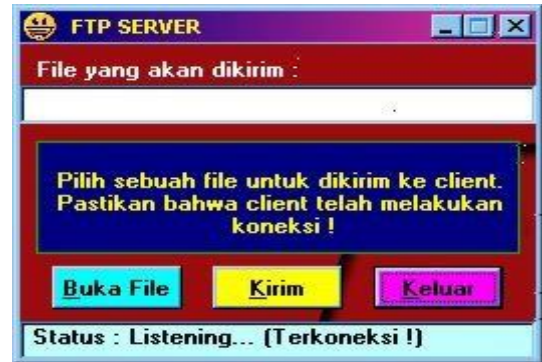 FTP SERVER
File yang akan dikirim :
Pilih sebuah file untuk dikirim ke client.
Pastikan bahwa client telah melakukan
koneksi !
Buka File Kirim Keluar
Status : Listening... (Terkoneksi !)